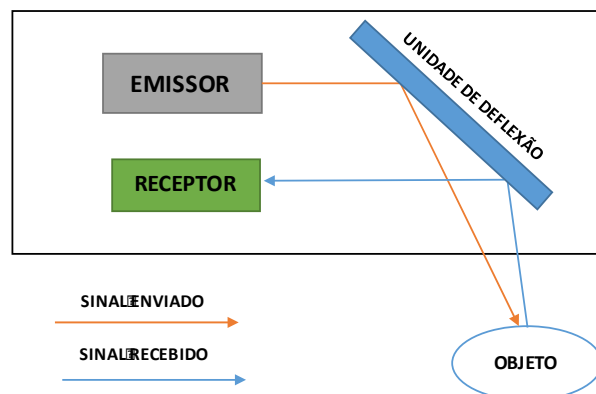 EMISSOR
UNIDADE DE DEFLEXÃO
RECEPTOR
SINAL ENVIADO
SINAL RECEBIDO
OBJETO